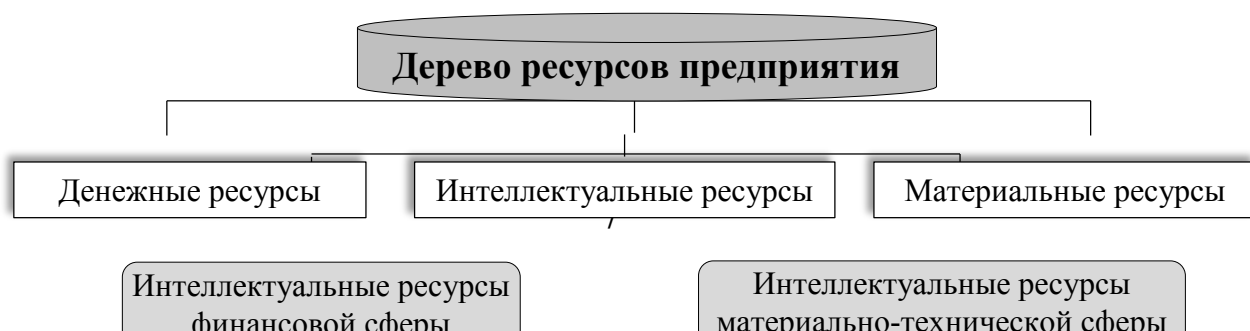 Дерево ресурсов предприятия
Денежные ресурсы
Интеллектуальные ресурсы
Материальные ресурсы
Интеллектуальные ресурсы
финансовой сферы
Интеллектуальные ресурсы
материально-технической сферы